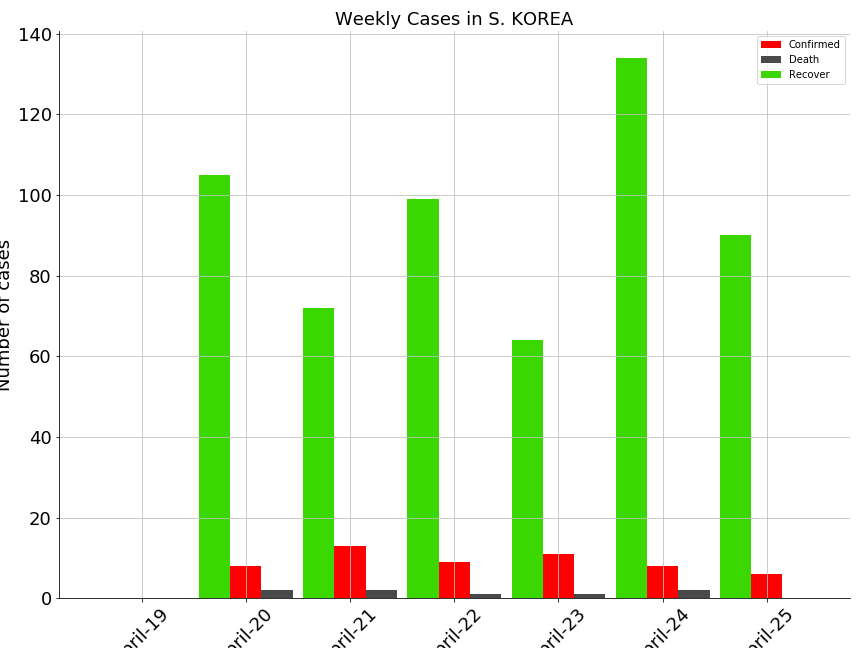 Weekly Cases in S. KOREA
Confirmed
Death
Recover
Number of cases
140
120
100
80
60
40
20
0
pril-19
pril-20
pril-21
pril-22
pril-23
pril-24
pril-25